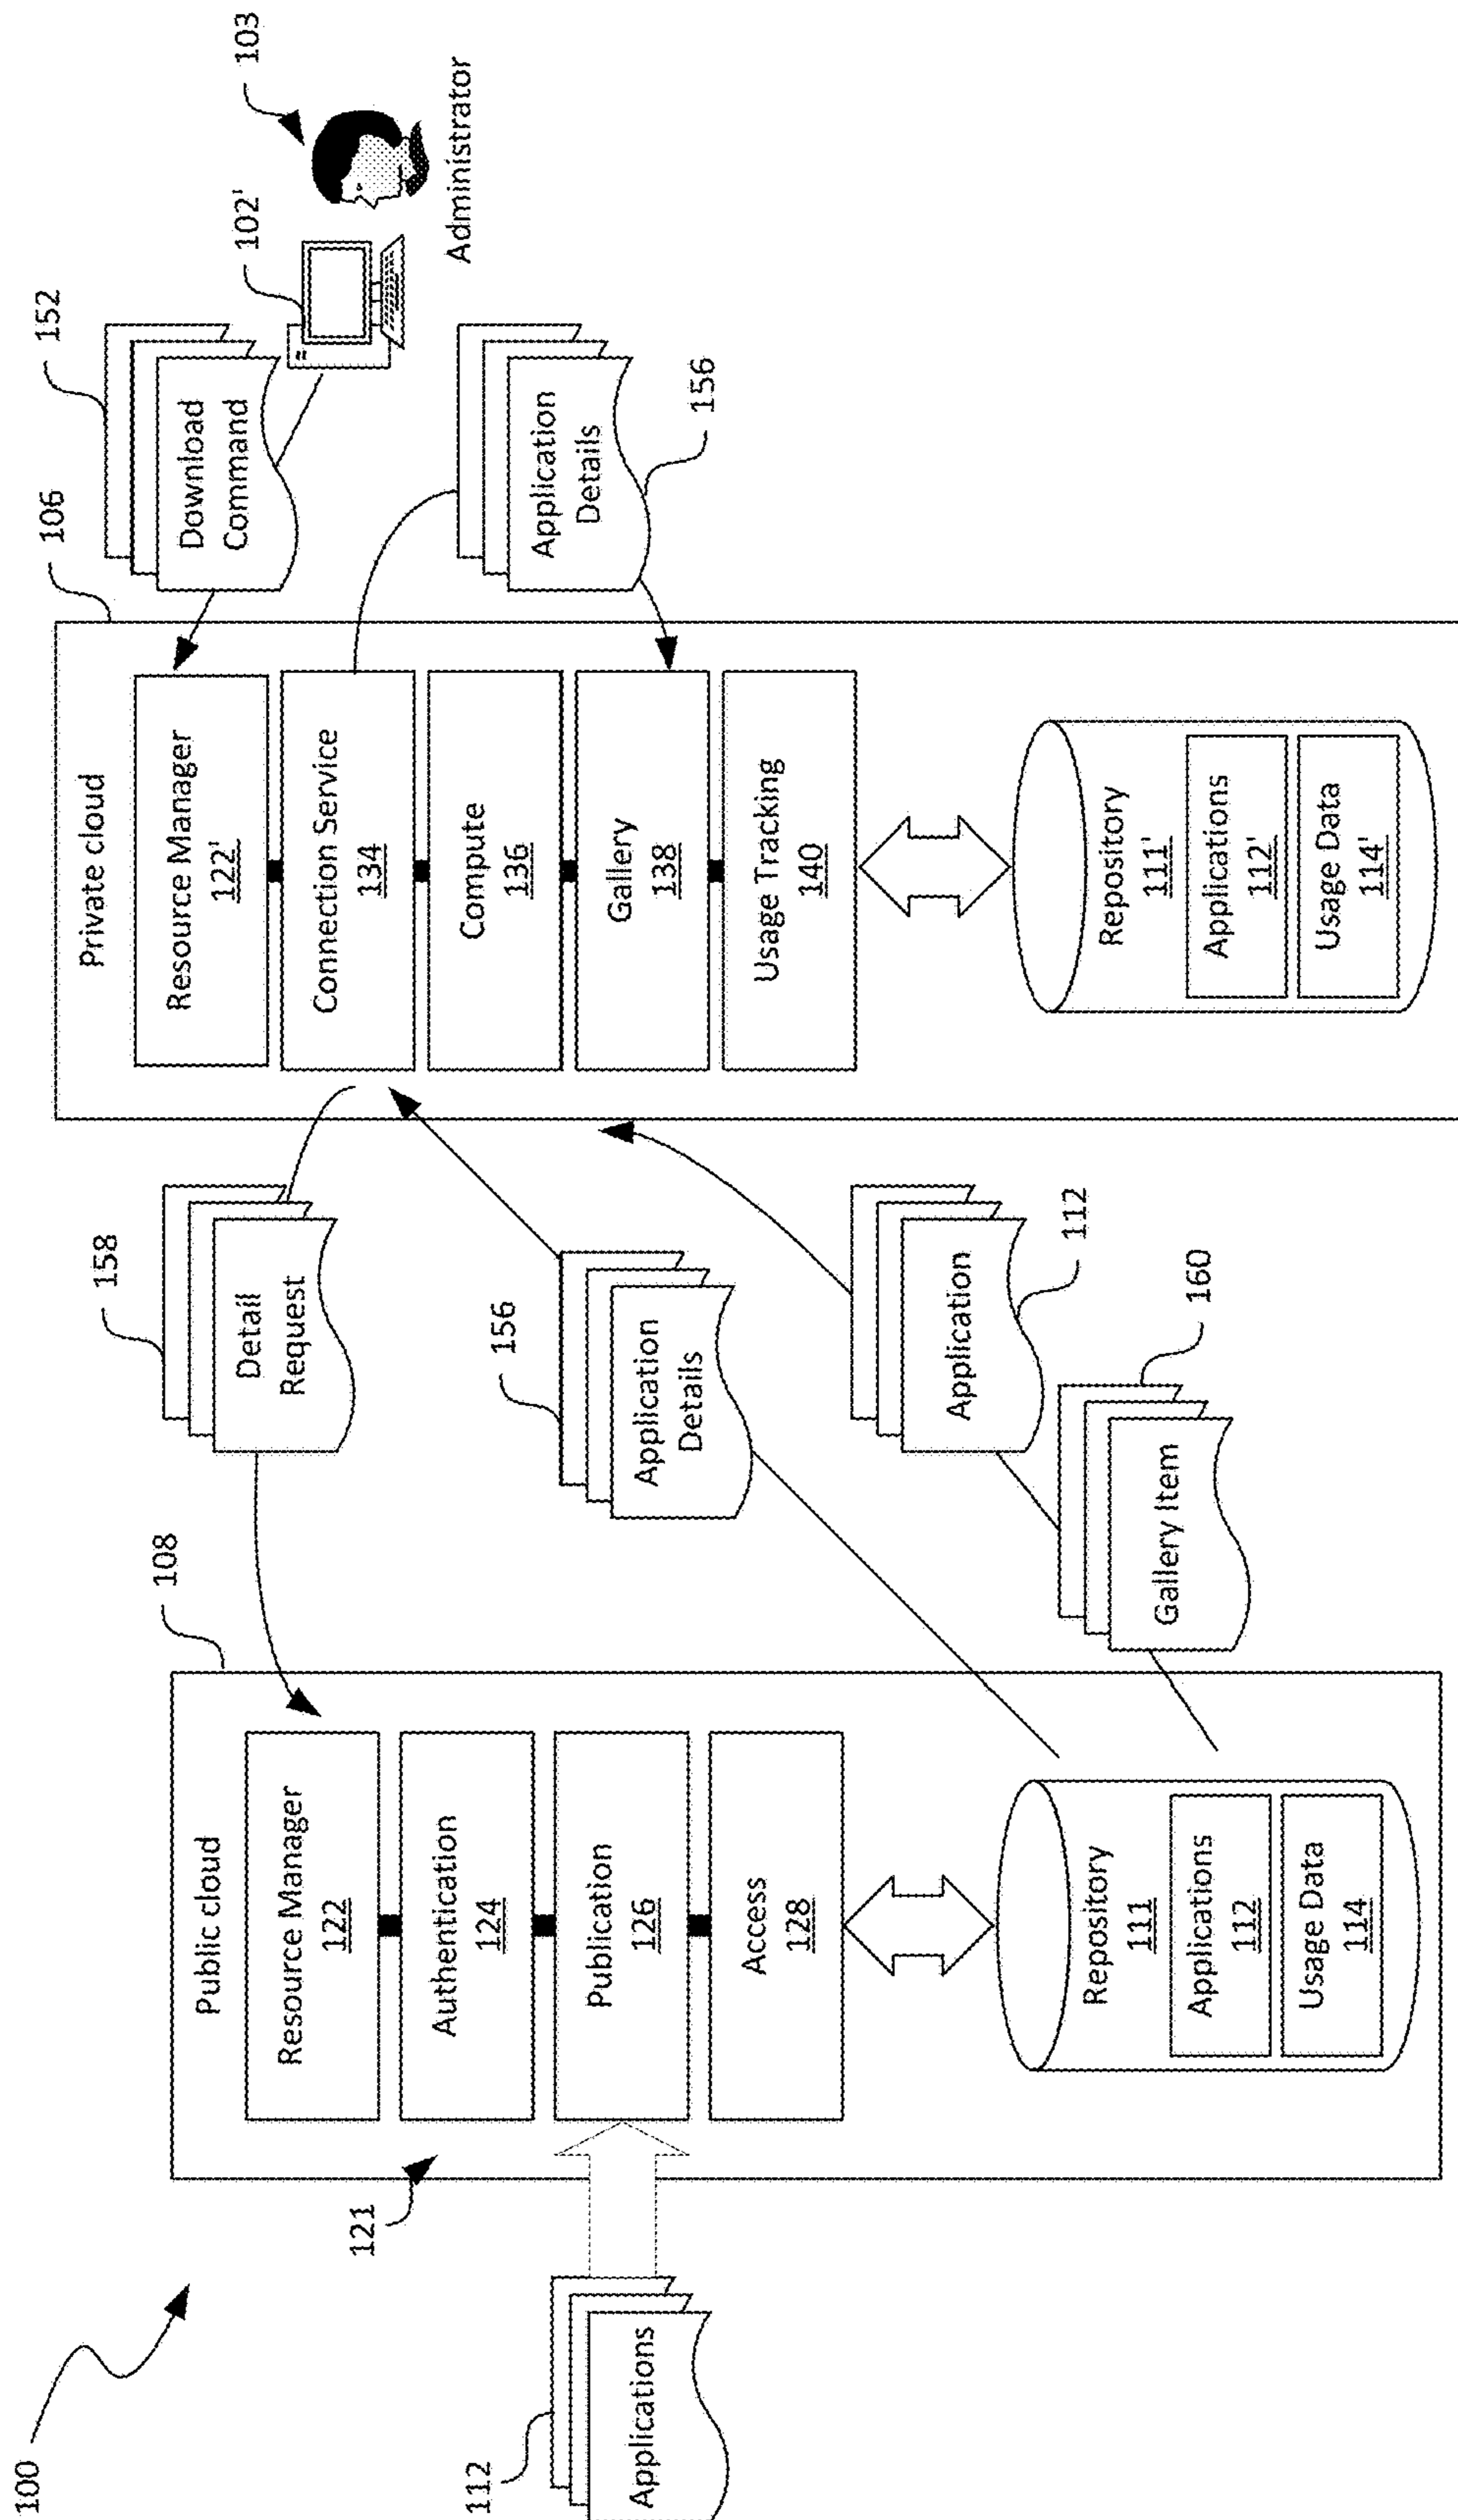 100
112
Applications
121
108
Public cloud
Resource Manager
122
Authentication
124
Publication
126
Access
128
Repository
111
Applications
112
Usage Data
114
158
Detail
Request
156
Application
Details
Application
112
Gallery Item
160
106
Private cloud
Resource Manager
122'
Connection Service
134
Compute
136
Gallery
138
Usage Tracking
140
Repository
111'
Applications
112'
Usage Data
114'
152
Download
Command
102'
103
Administrator
Application
Details
156